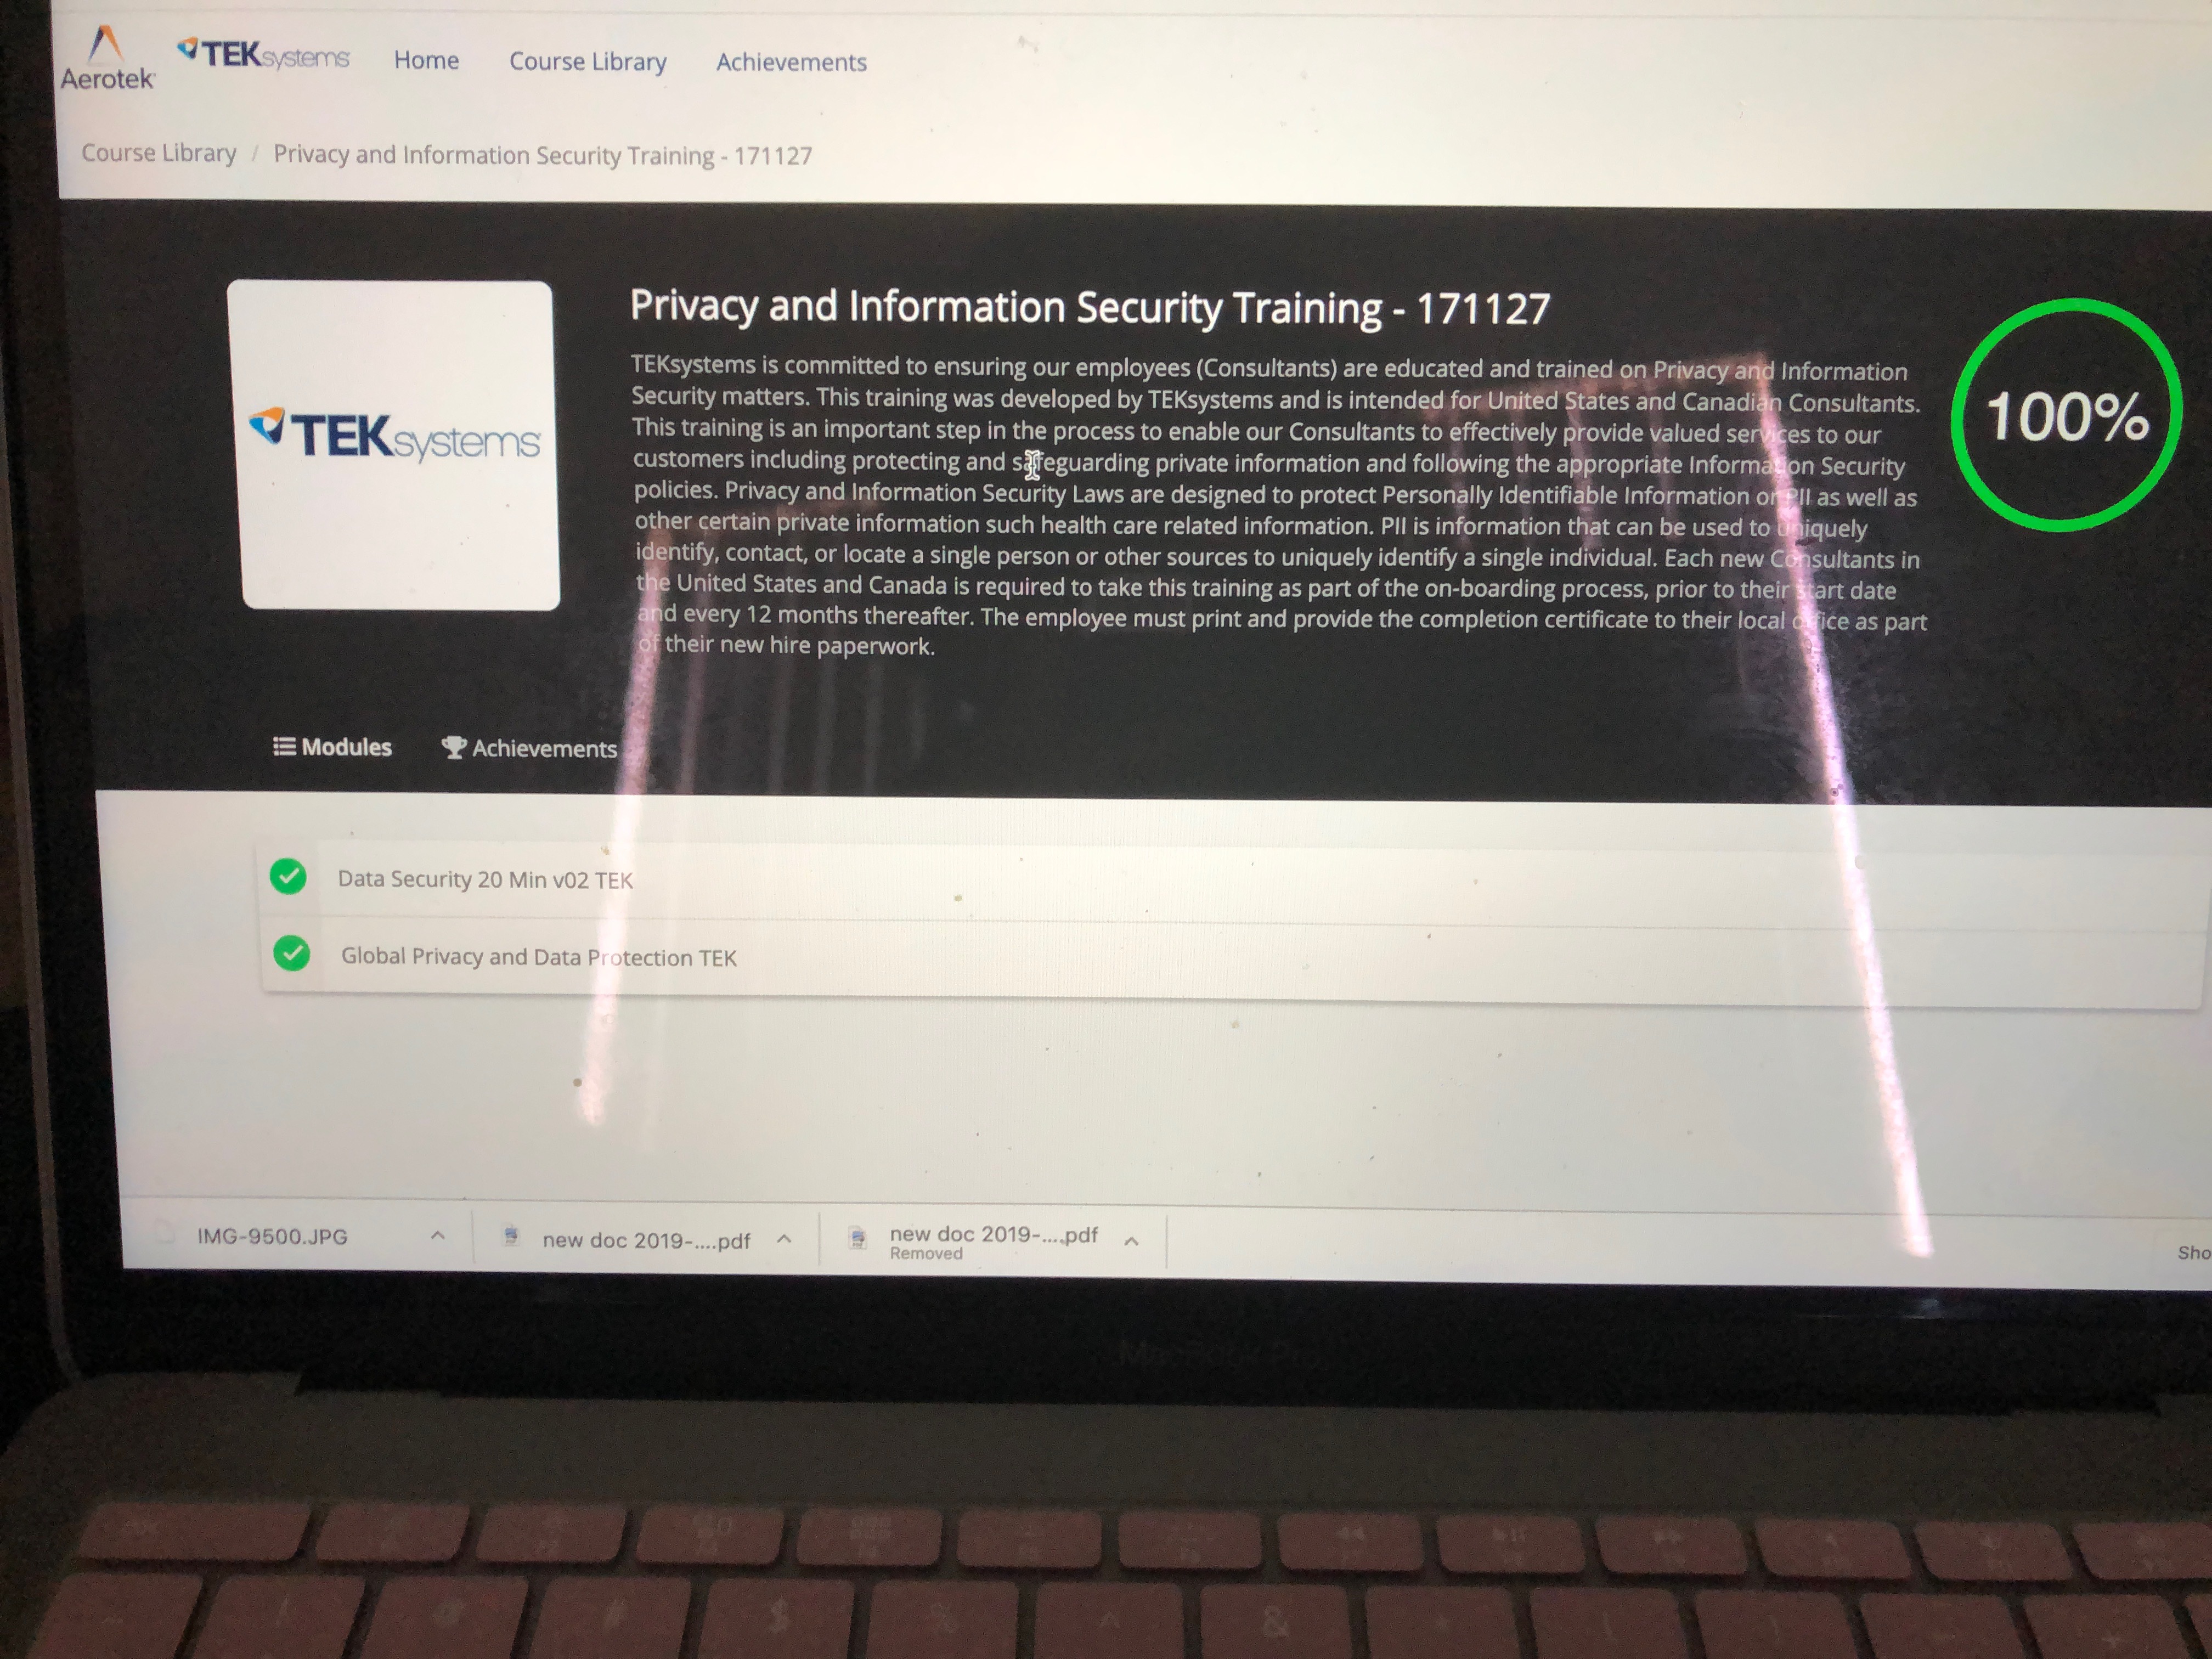 Aerotek
TEKsystems
Home
Course Library
Achievements
Course Library / Privacy and Information Security Training - 171127
TEKsystems
Privacy and Information Security Training - 171127
TEKsystems is committed to ensuring our employees (Consultants) are educated and trained on Privacy and Information
Security matters. This training was developed by TEKsystems and is intended for United States and Canadian Consultants.
This training is an important step in the process to enable our Consultants to effectively provide valued services to our
customers including protecting and safeguarding private information and following the appropriate Information Security
policies. Privacy and Information Security Laws are designed to protect Personally Identifiable Information or PII as well as
other certain private information such health care related information. PII is information that can be used to uniquely
identify, contact, or locate a single person or other sources to uniquely identify a single individual. Each new Consultants in
the United States and Canada is required to take this training as part of the on-boarding process, prior to their start date
and every 12 months thereafter. The employee must print and provide the completion certificate to their local office as part
of their new hire paperwork.
100%
Modules
Achievements
Data Security 20 Min v02 TEK
Global Privacy and Data Protection TEK
IMG-9500.JPG
new doc 2019-....pdf
new doc 2019-....pdf
Removed
Sho
MacBook Pro
# $ % ^ &